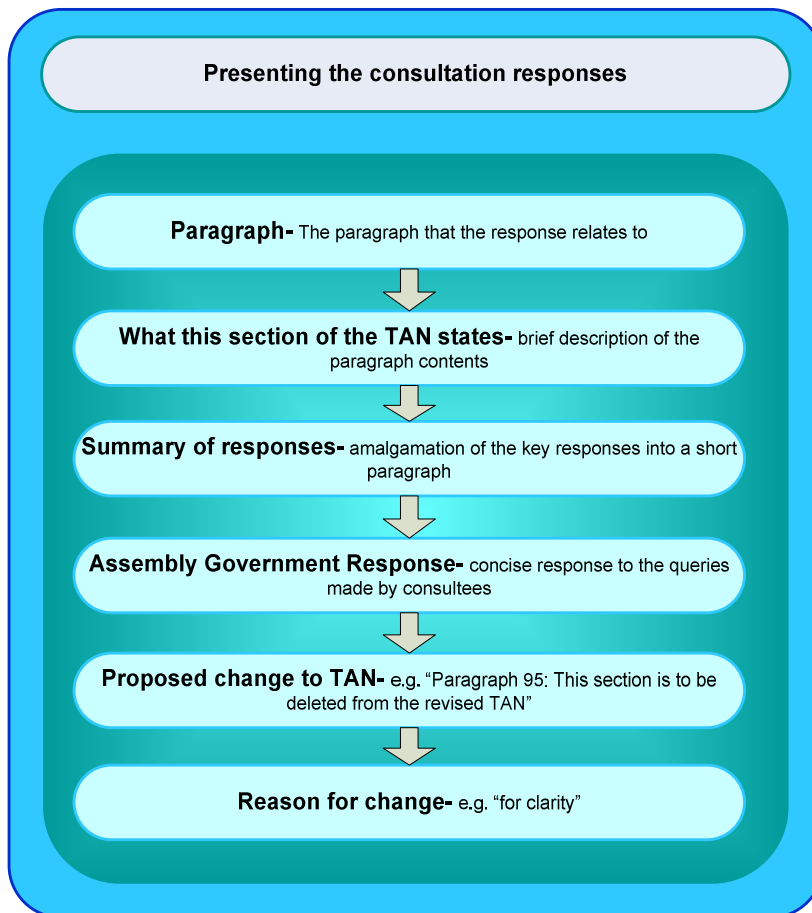 Presenting the consultation responses
Paragraph- The paragraph that the response relates to
What this section of the TAN states- brief description of the
paragraph contents
Summary of responses- amalgamation of the key responses into a short
paragraph
Assembly Government Response- concise response to the queries
made by consultees
Proposed change to TAN- e.g. “Paragraph 95: This section is to be
deleted from the revised TAN”
Reason for change- e.g. “for clarity”